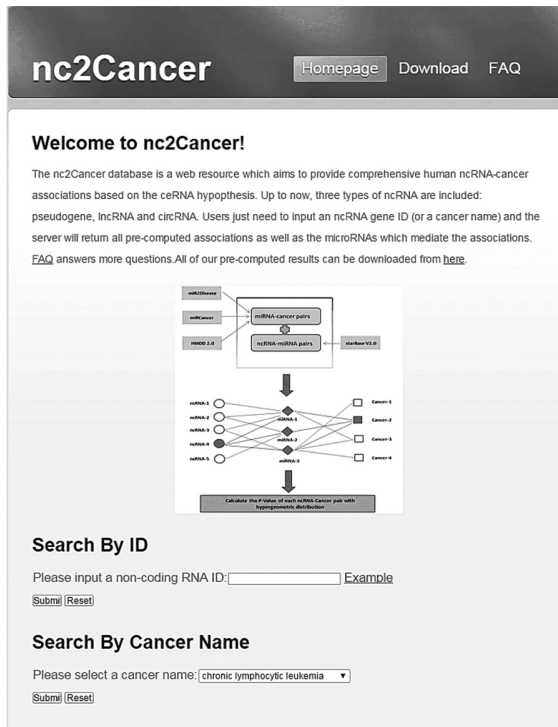 nc2Cancer
Homepage Download FAQ
Welcome to nc2Cancer!
The nc2Cancer database is a web resource which aims to provide comprehensive human ncRNA-cancer
associations based on the ceRNA hypopthesis. Up to now, three types of ncRNA are included:
pseudogene, lncRNA and circRNA. Users just need to input an ncRNA gene ID (or a cancer name) and the
server will return all pre-computed associations as well as the microRNAs which mediate the associations.
FAQ answers more questions.All of our pre-computed results can be downloaded from here.
miR2Disease
miRCancer
HMDD 2.0
miRNA-cancer pairs
ncRNA-miRNA pairs
starBase V2.0
ncRNA-1
ncRNA-2
ncRNA-3
ncRNA-4
ncRNA-5
miRNA-1
miRNA-2
miRNA-3
Cancer-1
Cancer-2
Cancer-3
Cancer-4
Calculate the P-Value of each ncRNA-Cancer pair with
hypergeometric distribution
Search By ID
Please input a non-coding RNA ID: Example
Submit Reset
Search By Cancer Name
Please select a cancer name: chronic lymphocytic leukemia
Submit Reset